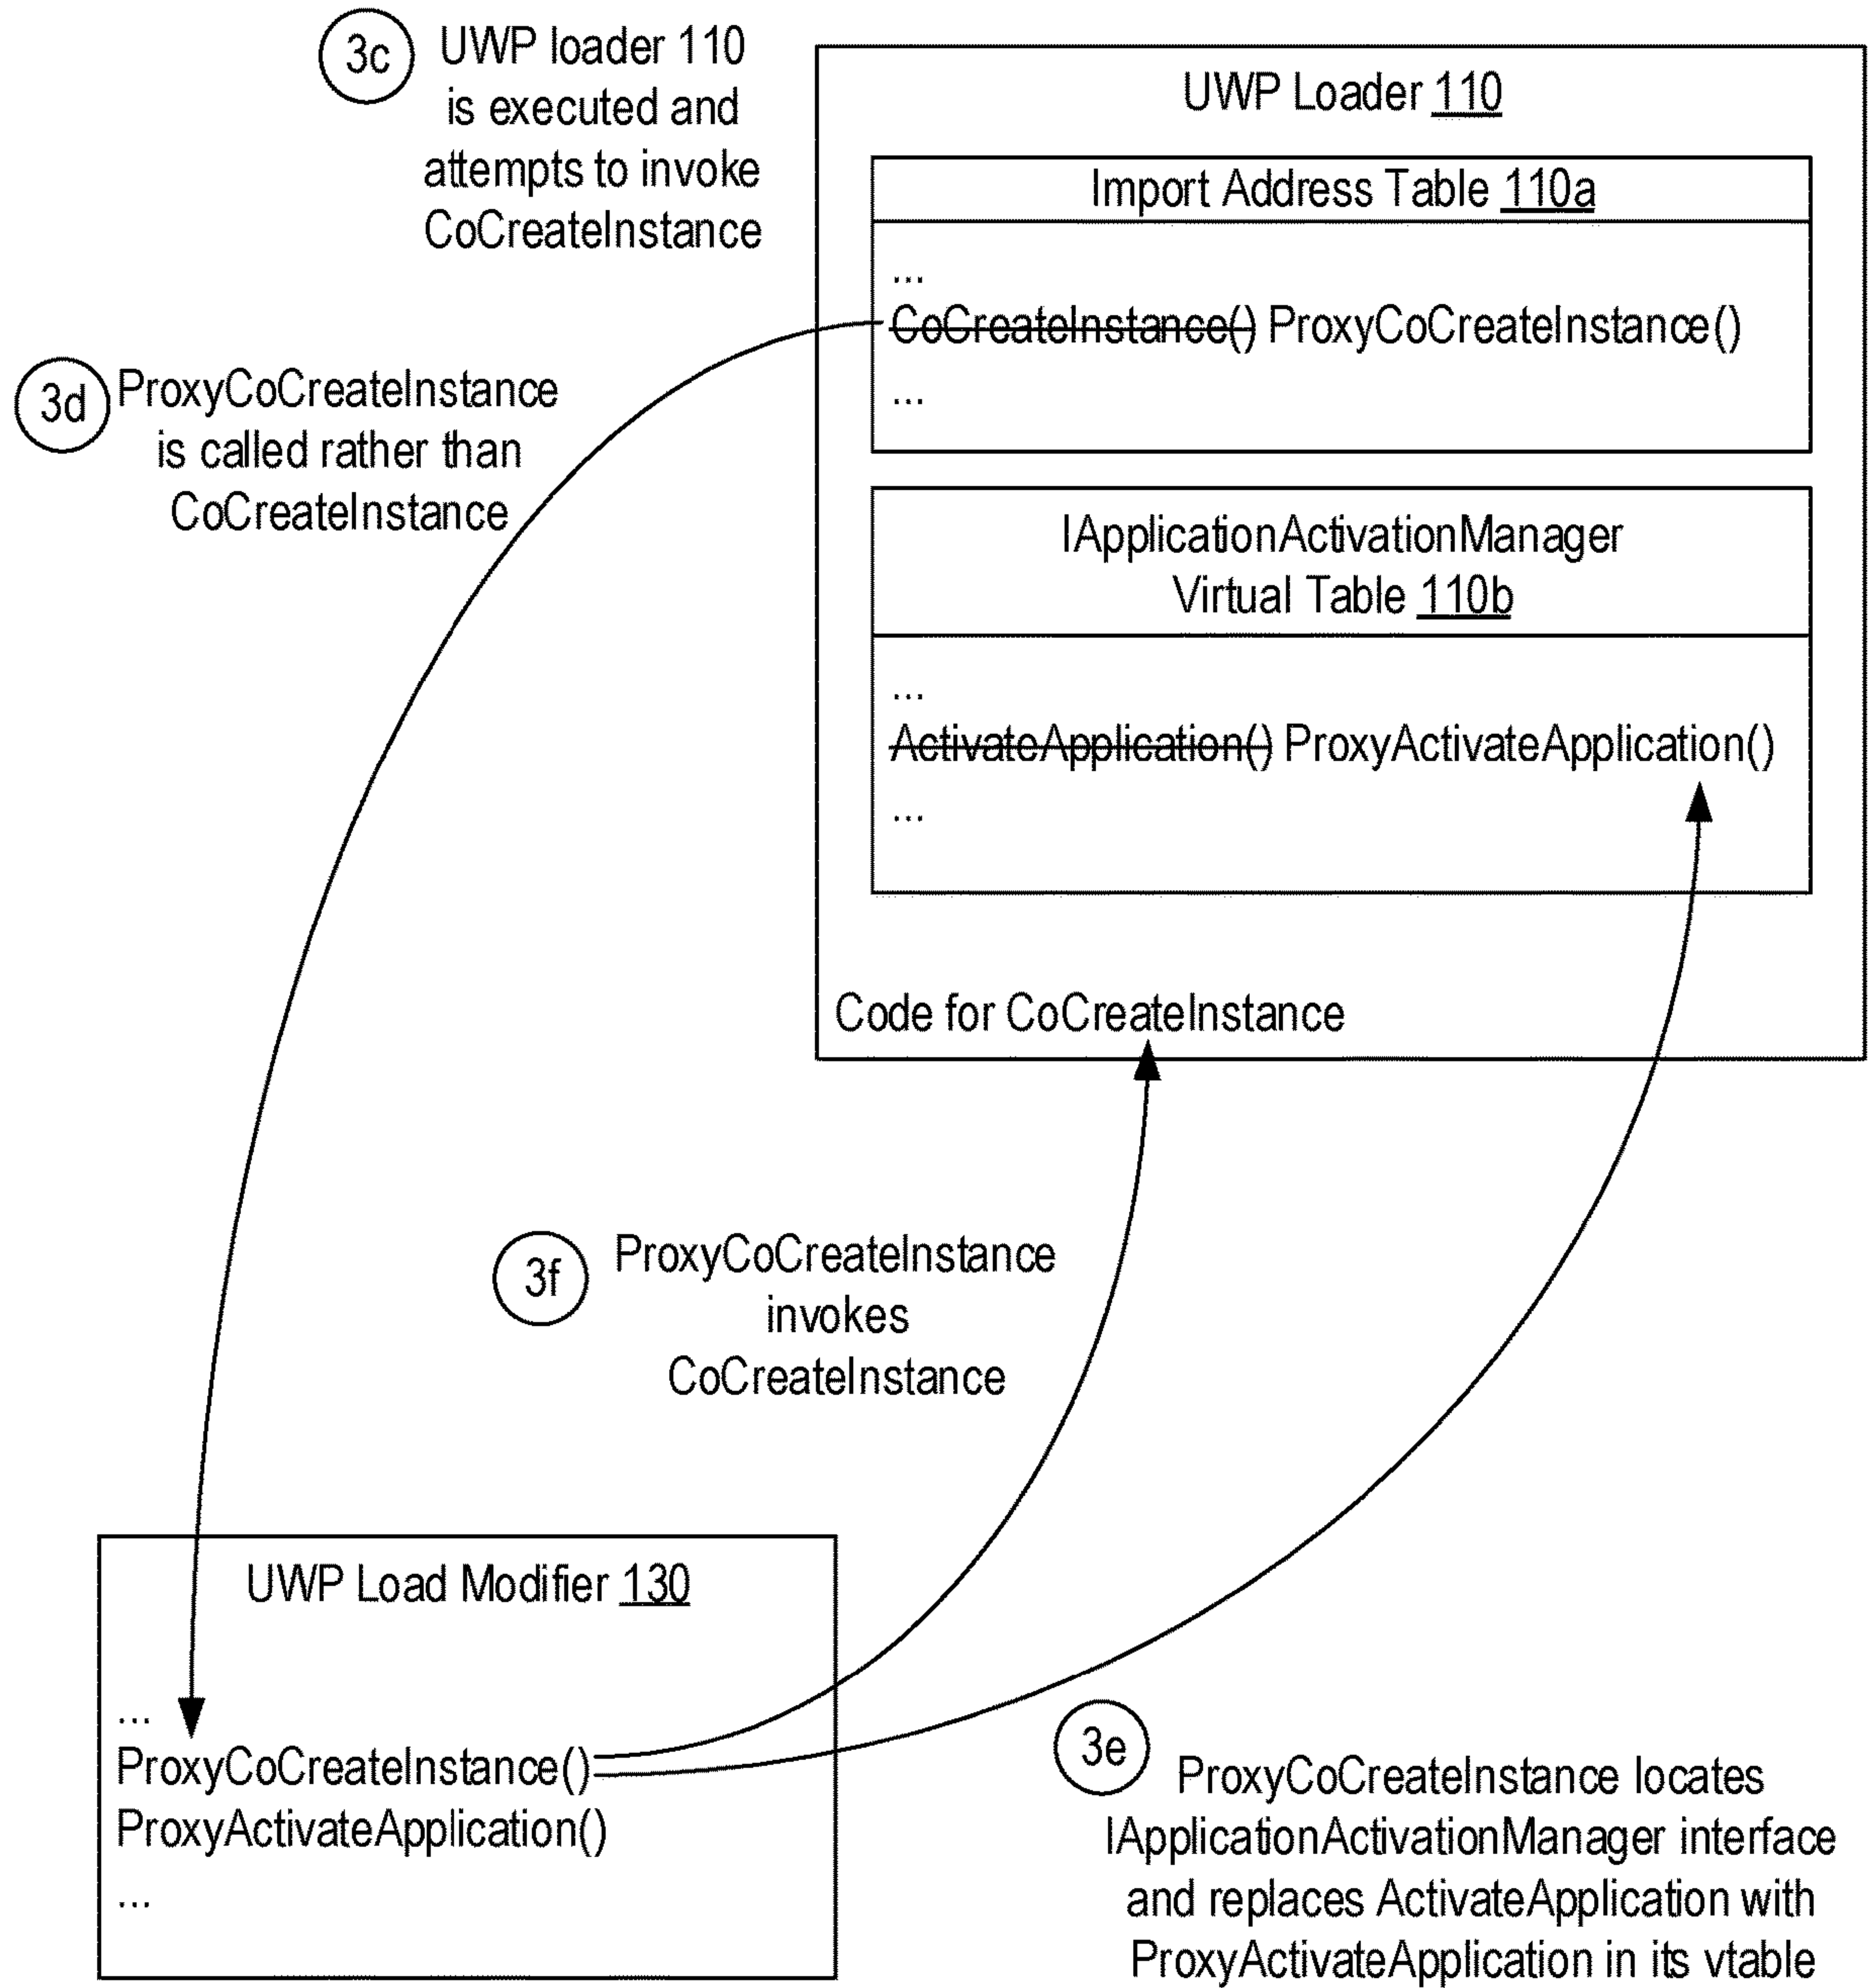 3c
UWP loader 110
is executed and
attempts to invoke
CoCreateInstance
UWP Loader 110
Import Address Table 110a
...
CoCreateInstance() ProxyCoCreateInstance()
...
3d
ProxyCoCreateInstance
is called rather than
CoCreateInstance
IApplicationActivationManager
Virtual Table 110b
...
ActivateApplication() ProxyActivateApplication()
...
Code for CoCreateInstance
3f
ProxyCoCreateInstance
invokes
CoCreateInstance
UWP Load Modifier 130
...
ProxyCoCreateInstance()
ProxyActivateApplication()
...
3e
ProxyCoCreateInstance locates
IApplicationActivationManager interface
and replaces ActivateApplication with
ProxyActivateApplication in its vtable